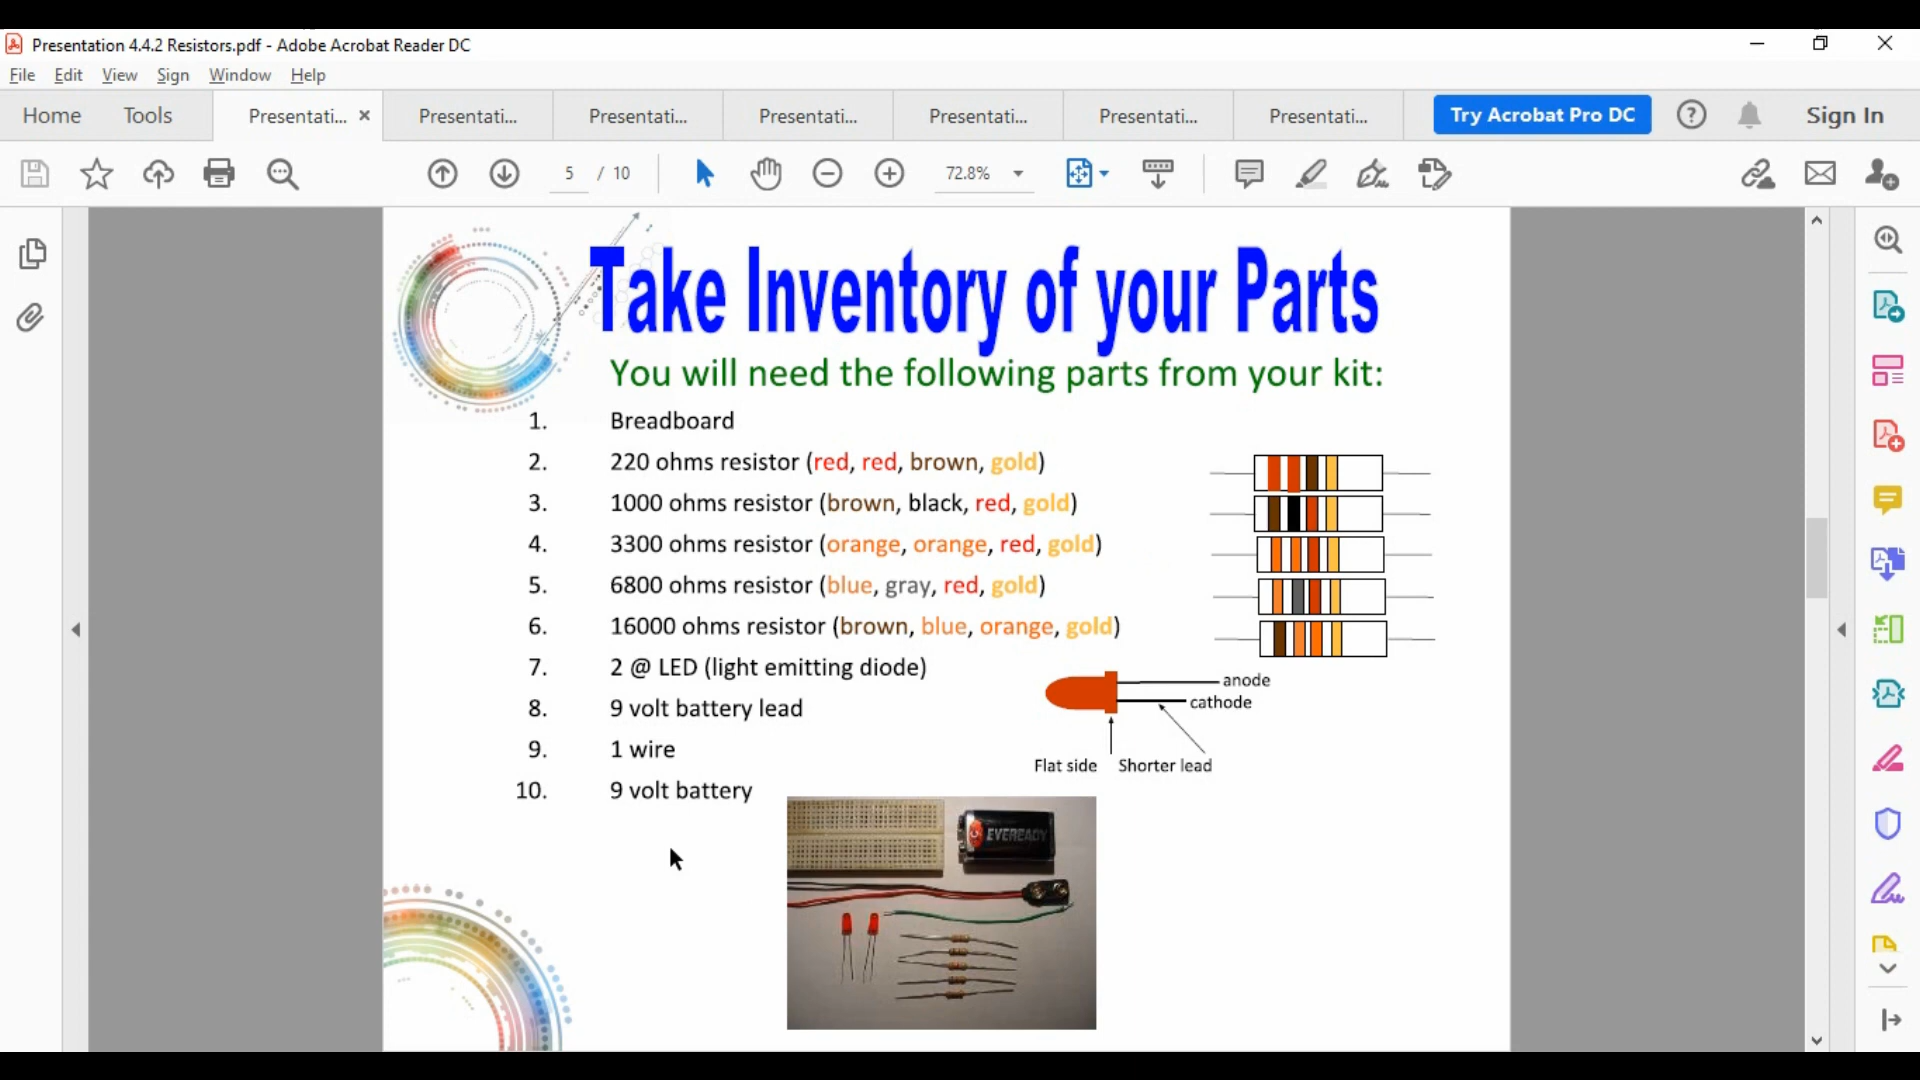 Presentation 4.4.2 Resistors.pdf - Adobe Acrobat Reader DC
File Edit View Sign Window Help
Home Tools Presentati... × Presentati... Presentati... Presentati... Presentati... Presentati... Presentati... Try Acrobat Pro DC ? Sign In
5 / 10 72.8%
Take Inventory of your Parts
You will need the following parts from your kit:
1. Breadboard
2. 220 ohms resistor (red, red, brown, gold)
3. 1000 ohms resistor (brown, black, red, gold)
4. 3300 ohms resistor (orange, orange, red, gold)
5. 6800 ohms resistor (blue, gray, red, gold)
6. 16000 ohms resistor (brown, blue, orange, gold)
7. 2 @ LED (light emitting diode)
anode
cathode
8. 9 volt battery lead
9. 1 wire
Flat side Shorter lead
10. 9 volt battery
EVEREADY